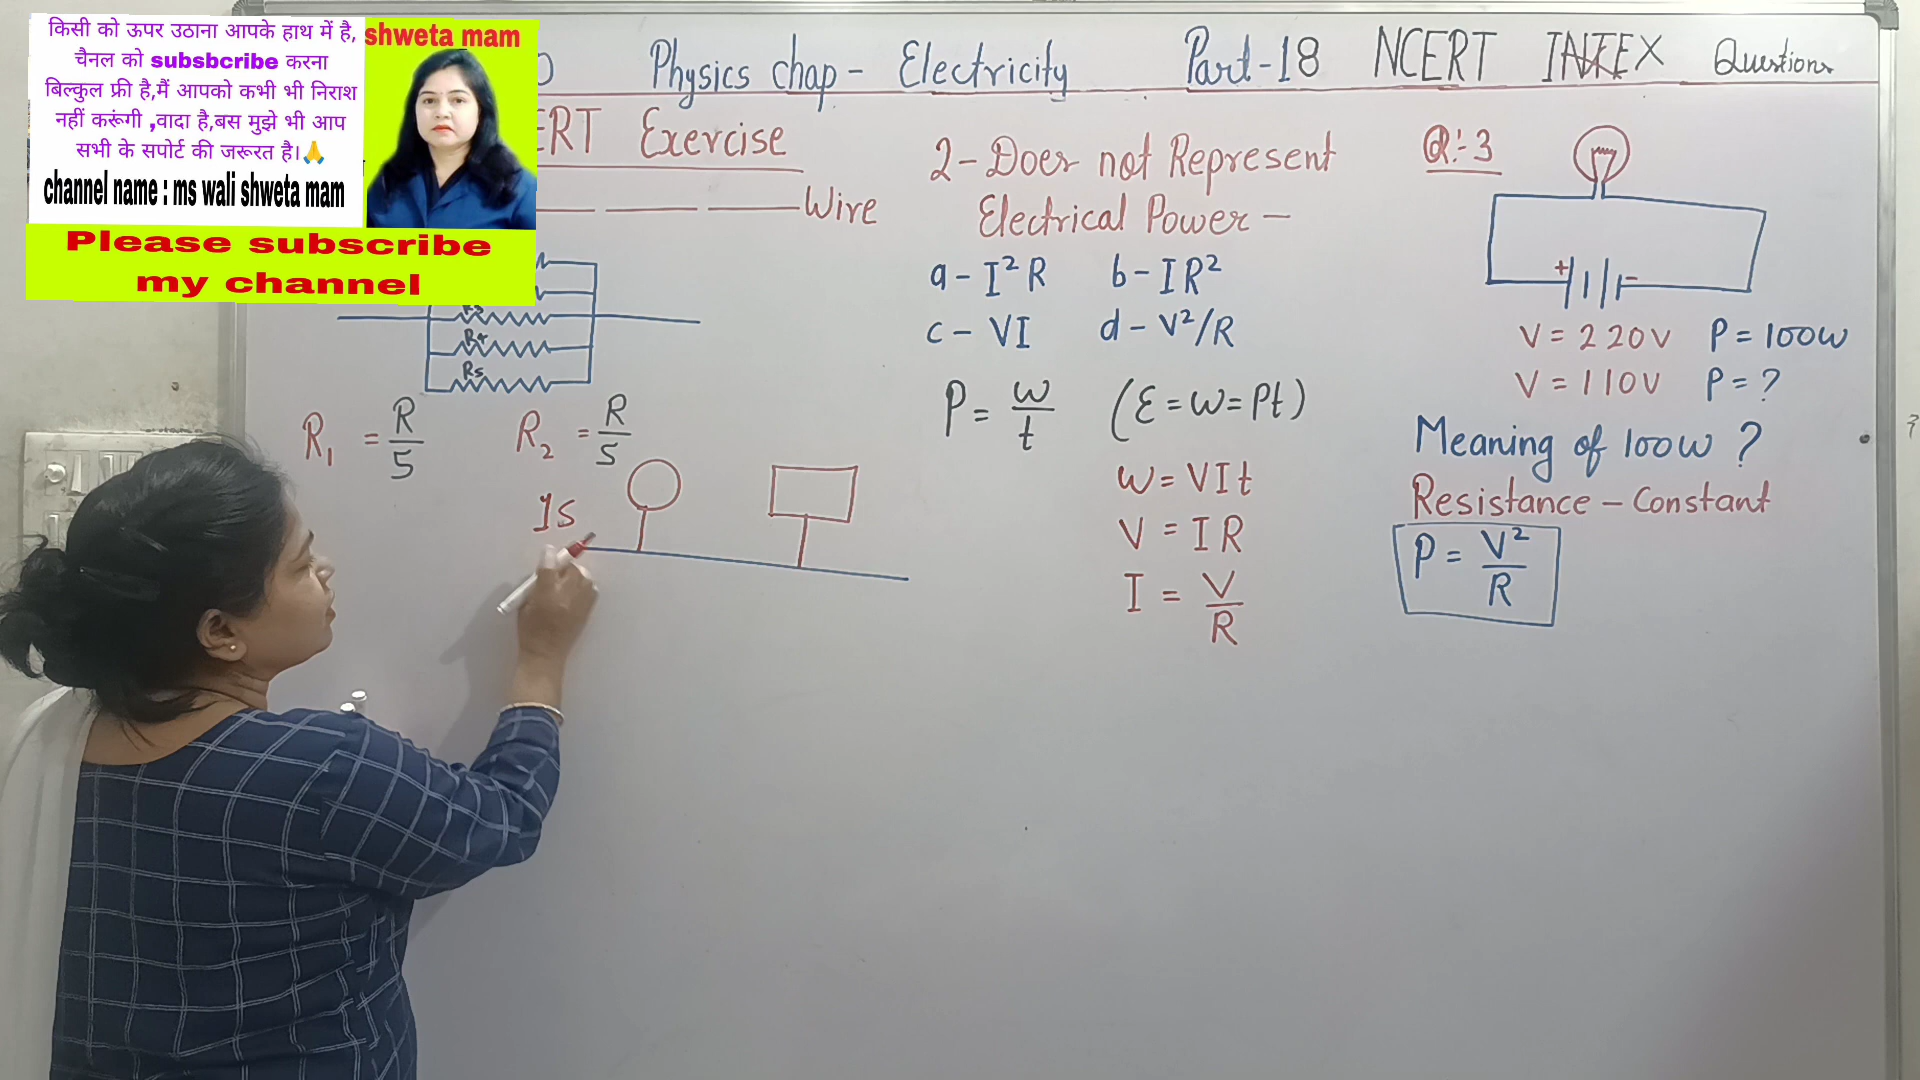 किसी को ऊपर उठाना आपके हाथ में है,
चैनल को subsbcribe करना
बिल्कुल फ्री है,मैं आपको कभी भी निराश
नहीं करूंगी ,वादा है,बस मुझे भी आप
सभी के सपोर्ट की जरूरत है।🙏
channel name : ms wali shweta mam
shweta mam
Please subscribe
my channel
Physics chap - Electricity Part-18 NCERT Questions
ERT Exercise
Wire
R4
R5
R₁ = R/5 R₂ = R/5
Is
2- Does not Represent
Electrical Power -
a - I²R b - IR²
c - VI d - V²/R
P = W/t (E = W = Pt)
W = VIt
V = IR
I = V/R
Q:-3
+ -
V = 220V P = 100W
V = 110V P = ?
Meaning of 100W ?
Resistance - Constant
P = V²/R